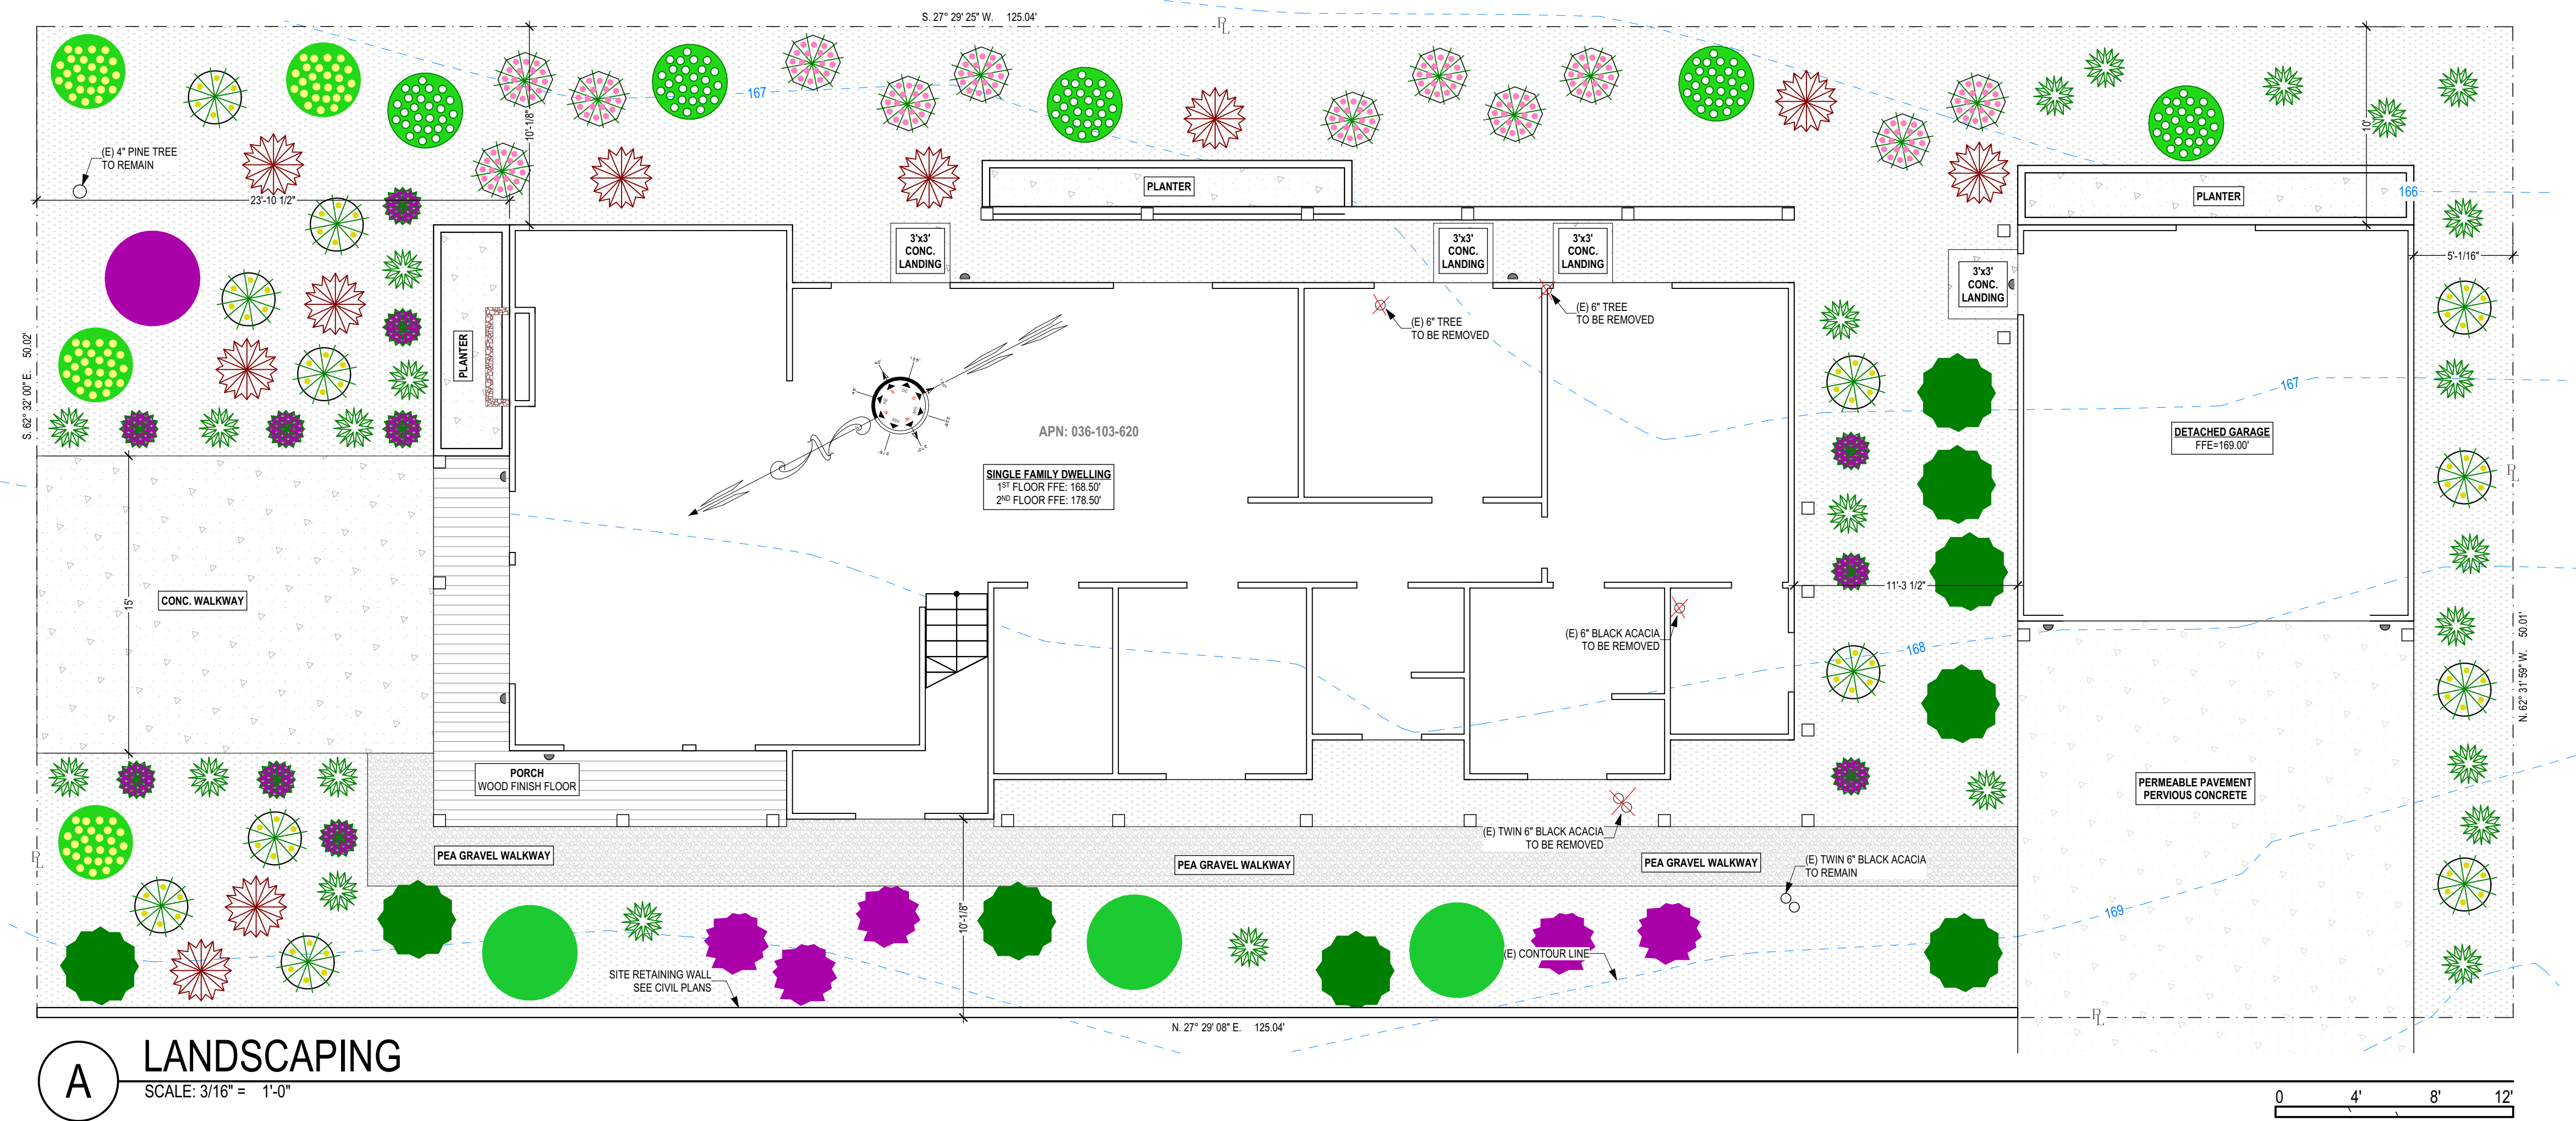 S. 27° 29' 25" W. 125.04'
PL
167
10'-1/8"
10'
(E) 4" PINE TREE
TO REMAIN
23'-10 1/2"
PLANTER
PLANTER
166
3'x3'
CONC.
LANDING
3'x3'
CONC.
LANDING
3'x3'
CONC.
LANDING
3'x3'
CONC.
LANDING
5'-1/16"
(E) 6" TREE
TO BE REMOVED
(E) 6" TREE
TO BE REMOVED
PLANTER
S. 62° 32' 00" E. 50.02'
167
APN: 036-103-620
DETACHED GARAGE
FFE=169.00'
SINGLE FAMILY DWELLING
1ST FLOOR FFE: 168.50'
2ND FLOOR FFE: 178.50'
N
PL
15'
CONC. WALKWAY
11'-3 1/2"
(E) 6" BLACK ACACIA
TO BE REMOVED
168
N. 62° 31' 59" W. 50.01'
PORCH
WOOD FINISH FLOOR
PERMEABLE PAVEMENT
PERVIOUS CONCRETE
(E) TWIN 6" BLACK ACACIA
TO BE REMOVED
PL
PEA GRAVEL WALKWAY
PEA GRAVEL WALKWAY
PEA GRAVEL WALKWAY
(E) TWIN 6" BLACK ACACIA
TO REMAIN
10'-1/8"
169
(E) CONTOUR LINE
SITE RETAINING WALL
SEE CIVIL PLANS
PL
N. 27° 29' 08" E. 125.04'
A
LANDSCAPING
SCALE: 3/16" = 1'-0"
0 4' 8' 12'